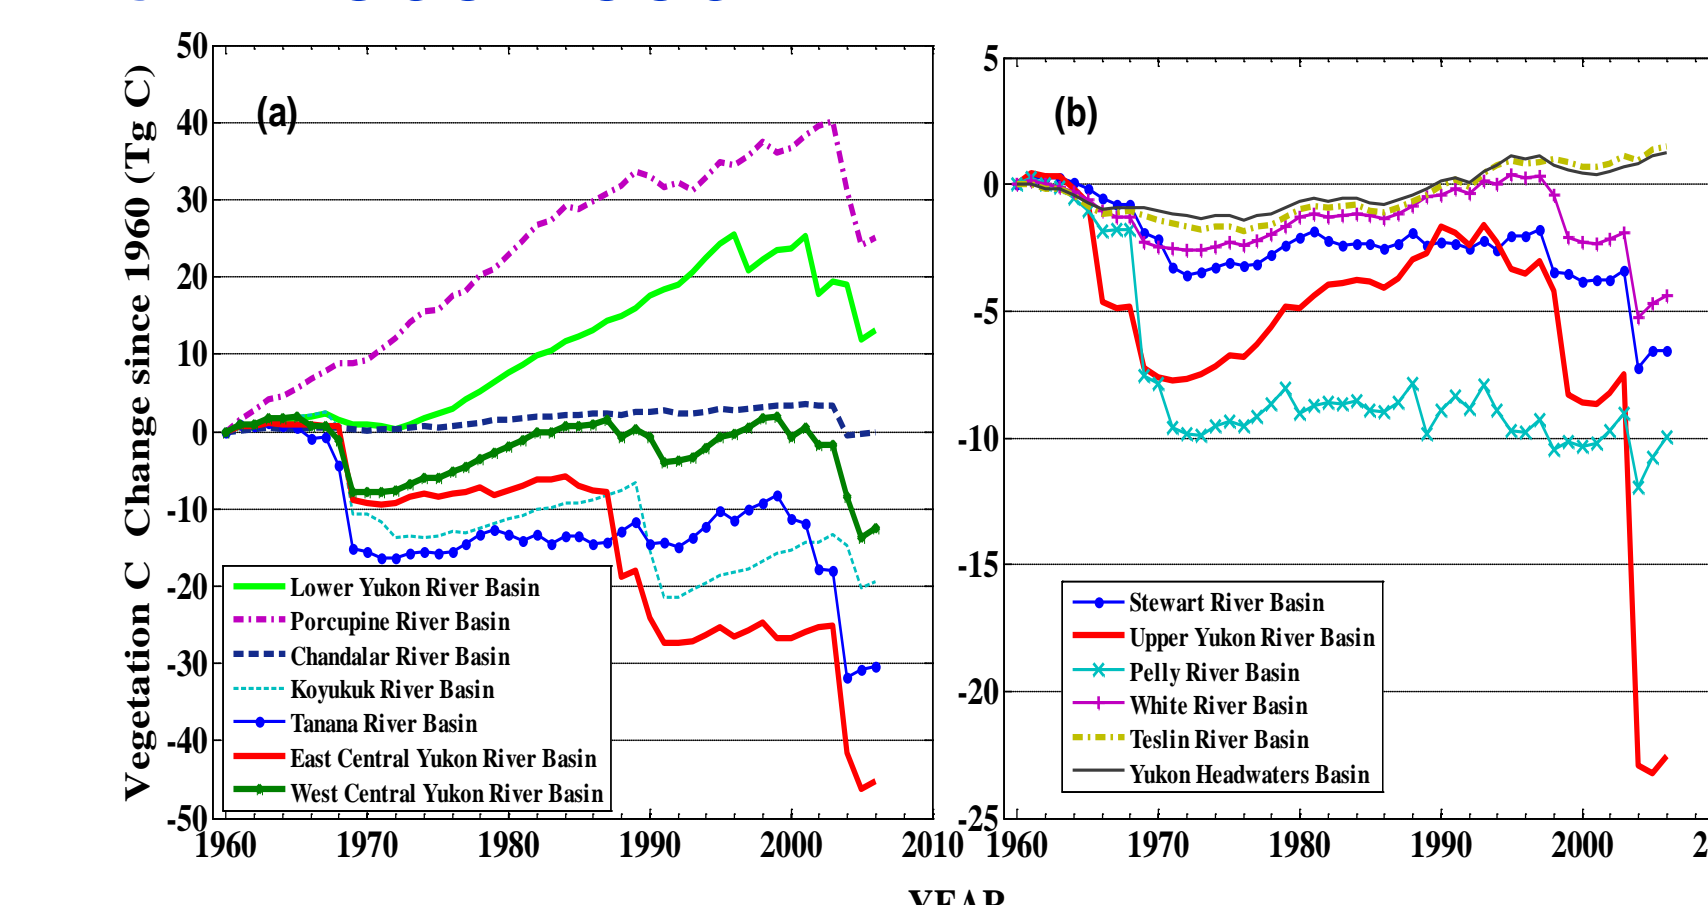 (a)
Vegetation C Change since 1960 (Tg C)
50
40
30
20
10
0
-10
-20
-30
-40
-50
Lower Yukon River Basin
Porcupine River Basin
Chandalar River Basin
Koyukuk River Basin
Tanana River Basin
East Central Yukon River Basin
West Central Yukon River Basin
1960 1970 1980 1990 2000 2010
(b)
5
0
-5
-10
-15
-20
-25
Stewart River Basin
Upper Yukon River Basin
Pelly River Basin
White River Basin
Teslin River Basin
Yukon Headwaters Basin
1960 1970 1980 1990 2000
YEAR